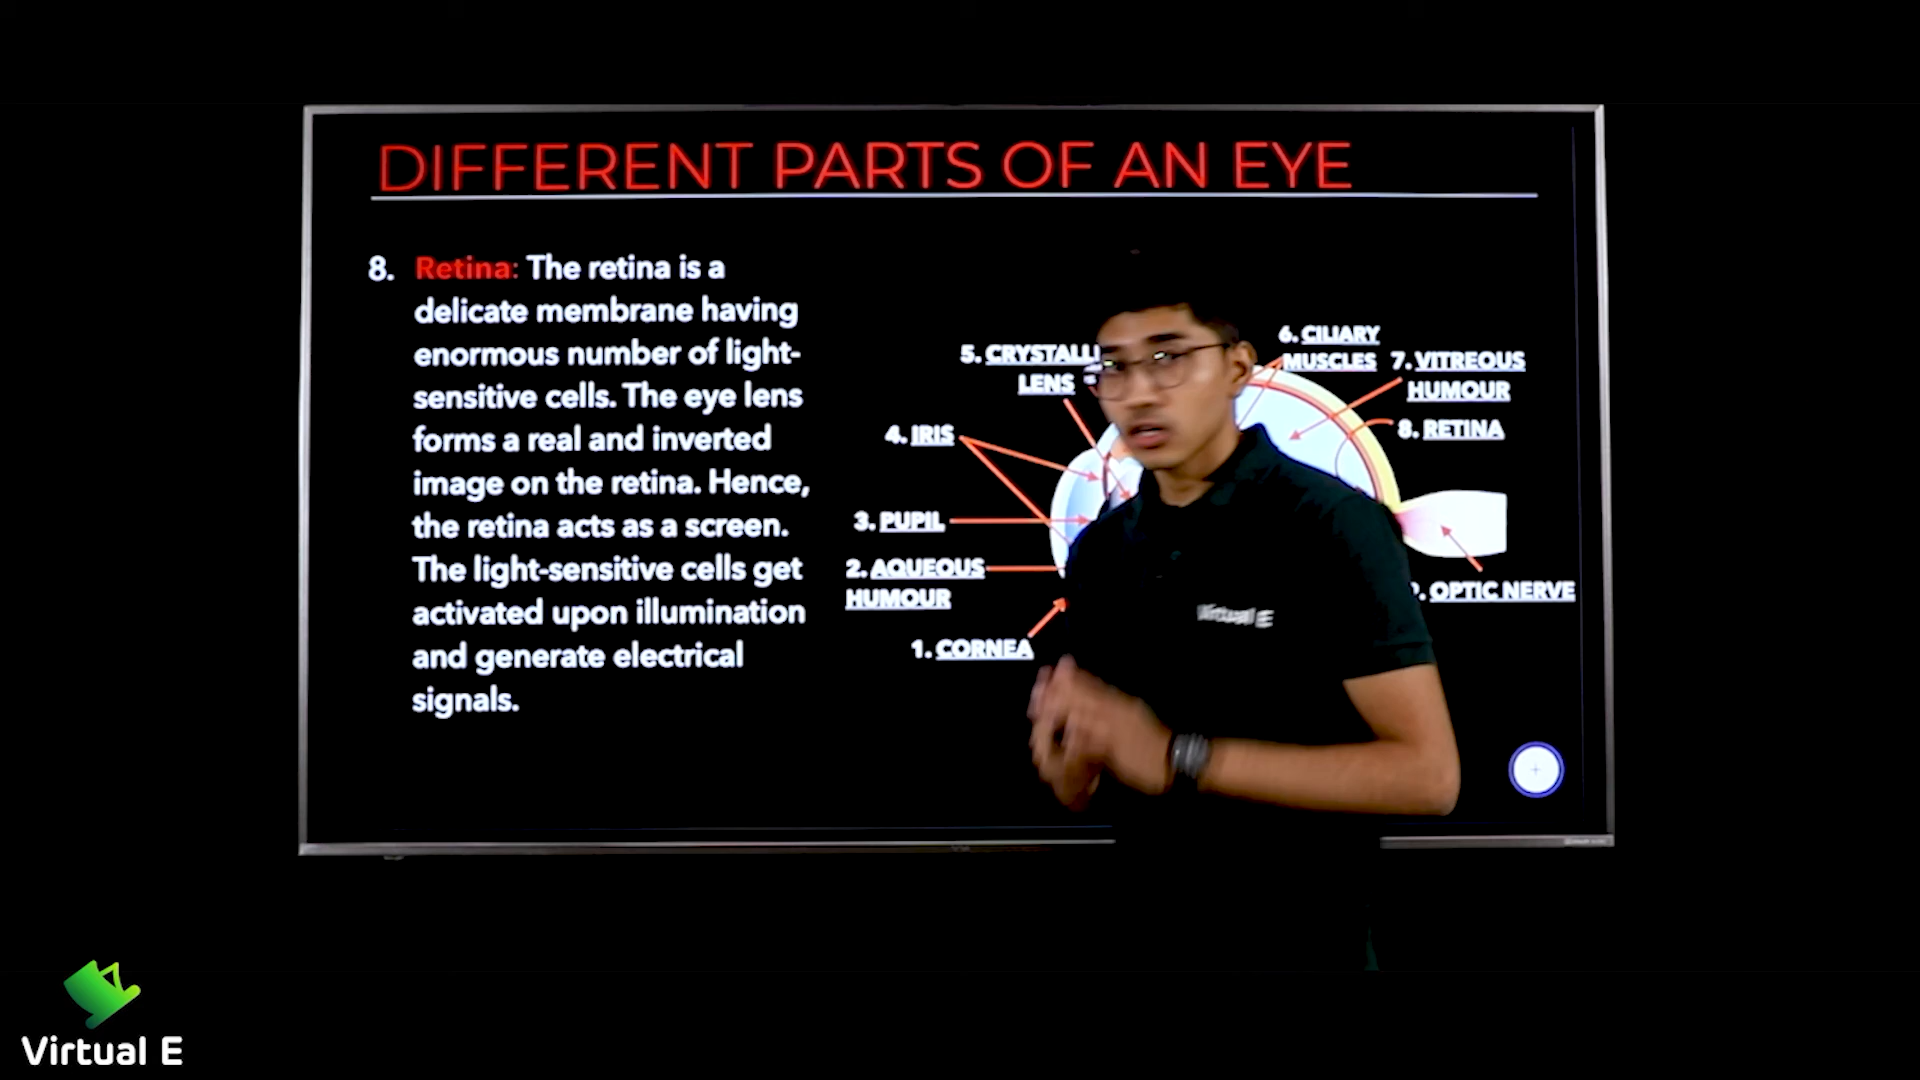 DIFFERENT PARTS OF AN EYE
8. Retina: The retina is a
delicate membrane having
enormous number of light-
sensitive cells. The eye lens
forms a real and inverted
image on the retina. Hence,
the retina acts as a screen.
The light-sensitive cells get
activated upon illumination
and generate electrical
signals.
5. CRYSTALLI
LENS
4. IRIS
3. PUPIL
2. AQUEOUS
HUMOUR
1. CORNEA
6. CILIARY
MUSCLES
7. VITREOUS
HUMOUR
8. RETINA
. OPTIC NERVE
Virtual E
Virtual E